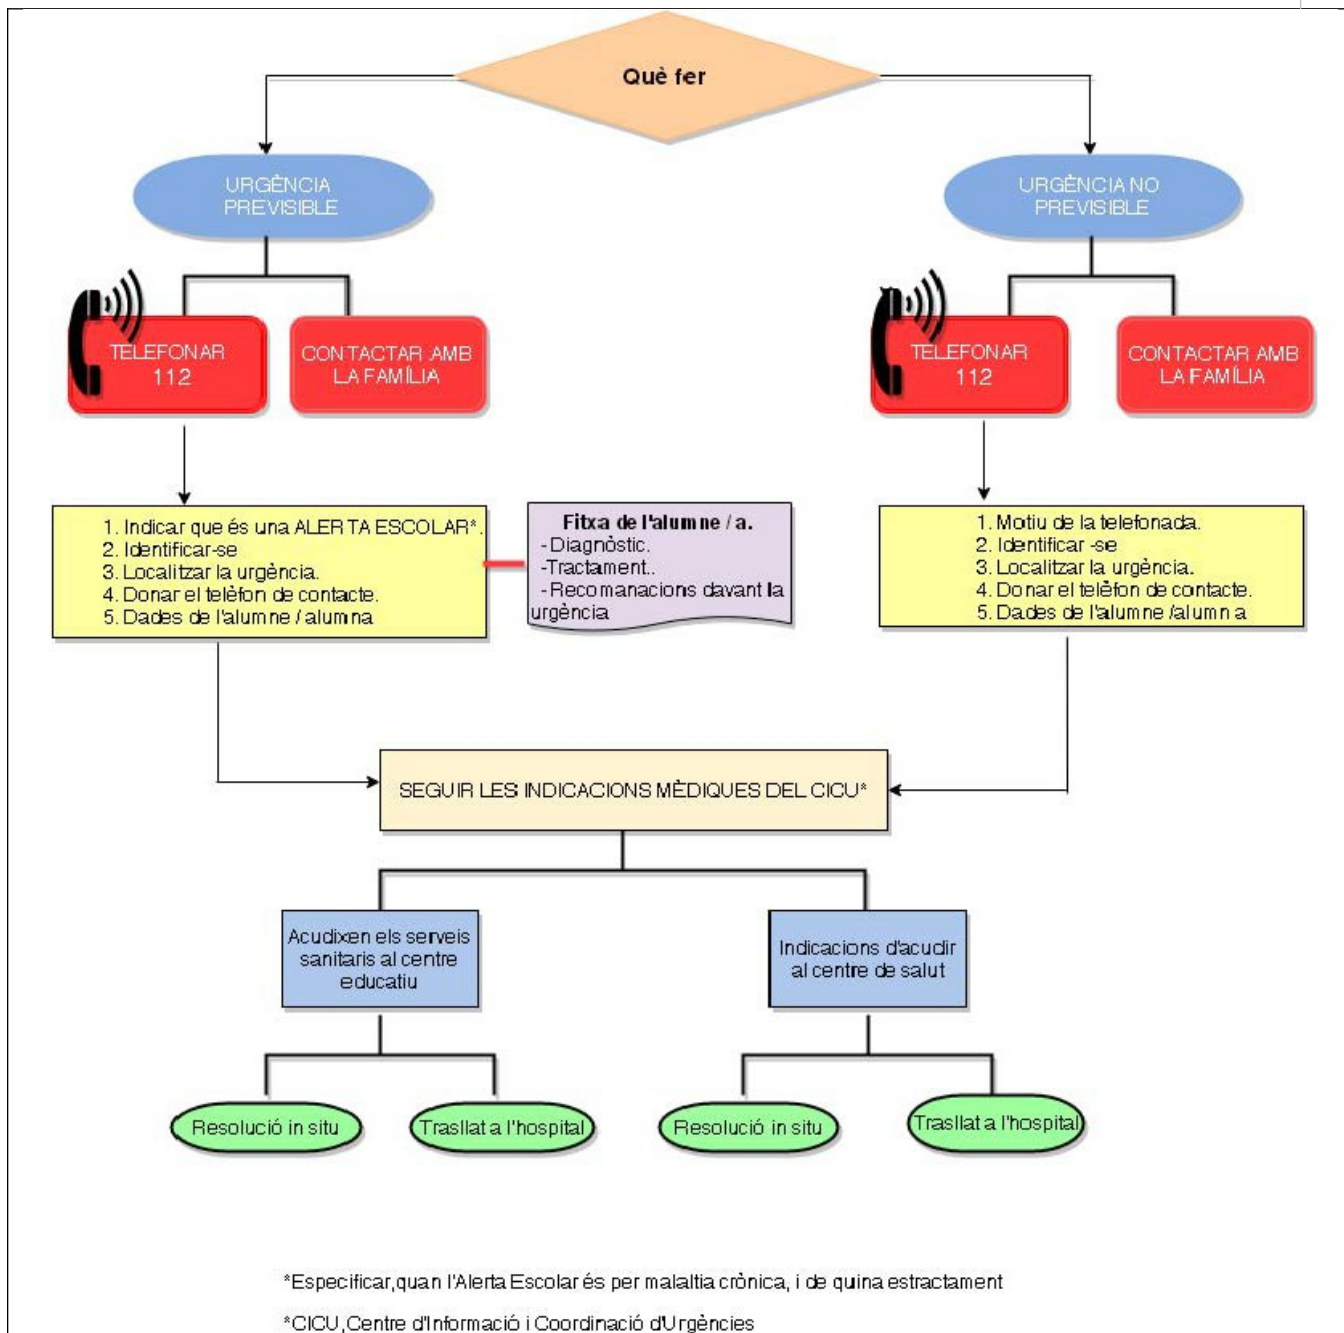 Què fer
URGÈNCIA
PREVISIBLE
URGÈNCIA NO
PREVISIBLE
TELEFONAR
112
CONTACTAR AMB
LA FAMÍLIA
TELEFONAR
112
CONTACTAR AMB
LA FAMÍLIA
1. Indicar que és una ALERTA ESCOLAR*.
2. Identificar-se
3. Localitzar la urgència.
4. Donar el telèfon de contacte.
5. Dades de l'alumne / alumna
Fitxa de l'alumne / a.
-Diagnòstic.
-Tractament..
-Recomanacions davant la
urgència
1. Motiu de la telefonada.
2. Identificar -se
3. Localitzar la urgència.
4. Donar el telèfon de contacte.
5. Dades de l'alumne /alumna
SEGUIR LES INDICACIONS MÈDIQUES DEL CICU*
Acudixen els serveis
sanitaris al centre
educatiu
Indicacions d'acudir
al centre de salut
Resolució in situ
Trasllat a l'hospital
Resolució in situ
Trasllat a l'hospital
*Especificar,quan l'Alerta Escolar és per malaltia crònica, i de quina estractament
*CICU,Centre d'Informació i Coordinació d'Urgències